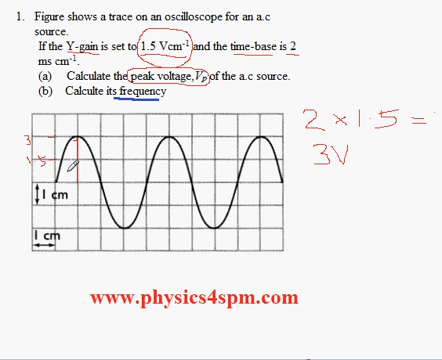 1. Figure shows a trace on an oscilloscope for an a.c
source.
If the Y-gain is set to 1.5 Vcm⁻¹ and the time-base is 2
ms cm⁻¹.
(a) Calculate the peak voltage, Vₚ of the a.c source.
(b) Calculte its frequency
2 × 1.5 =
3V
3
1.5
1 cm
1 cm
www.physics4spm.com